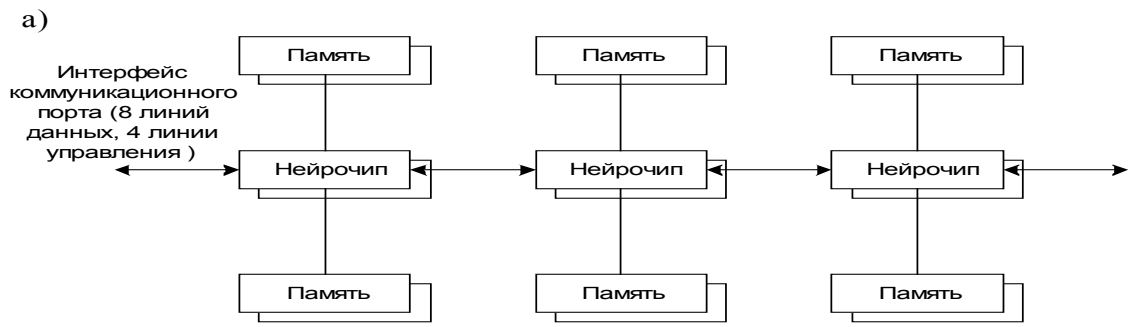 а)
Память
Память
Память
Интерфейс
коммуникационного
порта (8 линий
данных, 4 линии
управления )
Нейрочип
Нейрочип
Нейрочип
Память
Память
Память